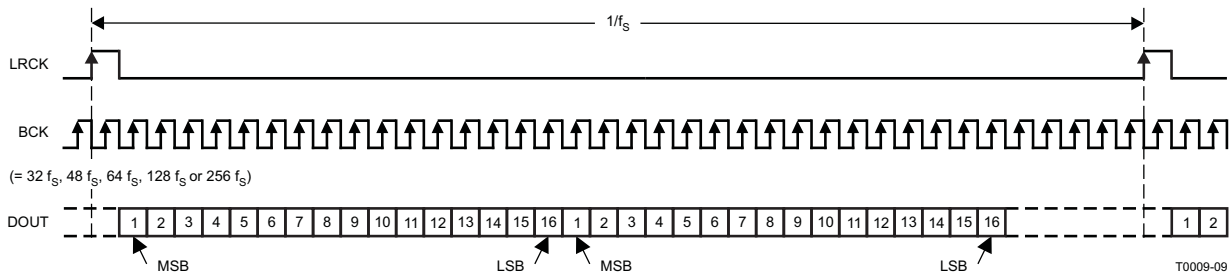 1/fS
LRCK
BCK
(= 32 fS, 48 fS, 64 fS, 128 fS or 256 fS)
DOUT 1 2 3 4 5 6 7 8 9 10 11 12 13 14 15 16 1 2 3 4 5 6 7 8 9 10 11 12 13 14 15 16 1 2
MSB LSB MSB LSB
T0009-09